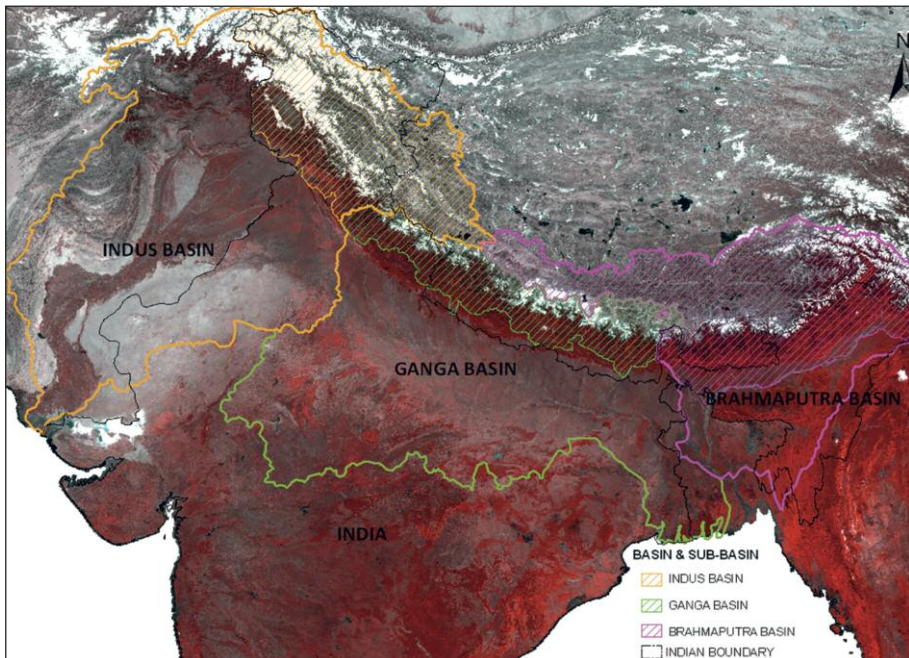 N
INDUS BASIN
GANGA BASIN
BRAHMAPUTRA BASIN
INDIA
BASIN & SUB-BASIN
INDUS BASIN
GANGA BASIN
BRAHMAPUTRA BASIN
INDIAN BOUNDARY